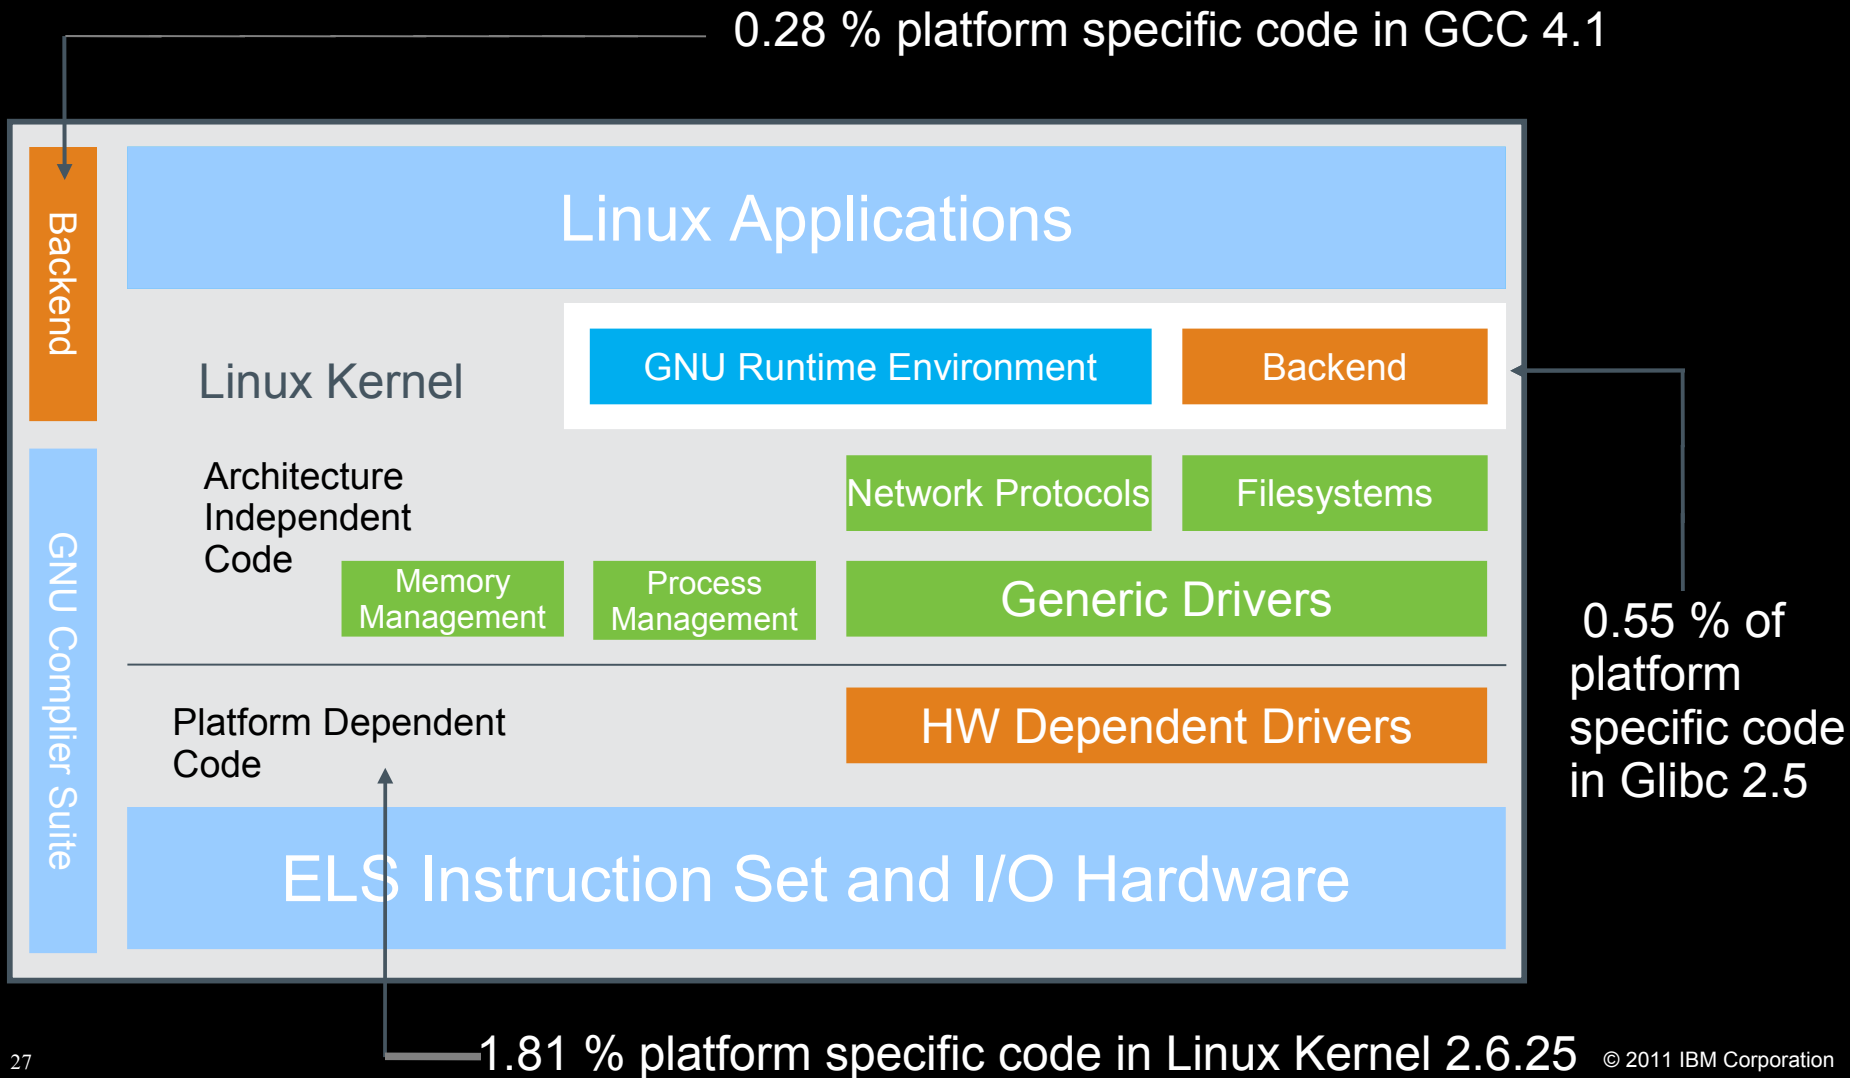 0.28 % platform specific code in GCC 4.1
Backend
Linux Applications
Linux Kernel
GNU Runtime Environment
Backend
Architecture
Independent
Code
Network Protocols
Filesystems
Memory
Management
Process
Management
Generic Drivers
GNU Complier Suite
0.55 % of
platform
specific code
in Glibc 2.5
Platform Dependent
Code
HW Dependent Drivers
ELS Instruction Set and I/O Hardware
1.81 % platform specific code in Linux Kernel 2.6.25
27
© 2011 IBM Corporation